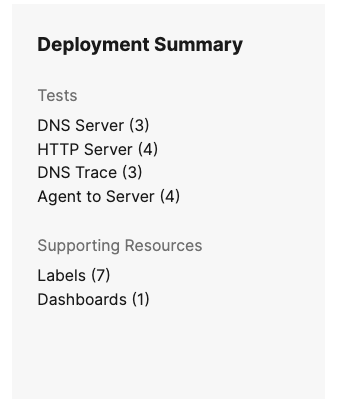 Deployment Summary
Tests
DNS Server (3)
HTTP Server (4)
DNS Trace (3)
Agent to Server (4)
Supporting Resources
Labels (7)
Dashboards (1)